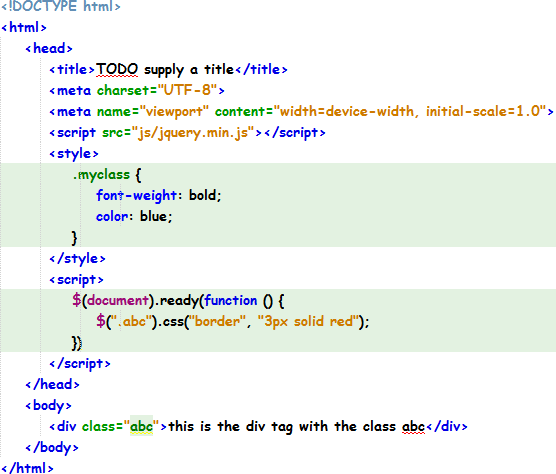 <!DOCTYPE html>
<html>
<head>
<title>TODO supply a title</title>
<meta charset="UTF-8">
<meta name="viewport" content="width=device-width, initial-scale=1.0">
<script src="js/jquery.min.js"></script>
<style>
.myclass {
font-weight: bold;
color: blue;
}
</style>
<script>
$(document).ready(function () {
$(".abc").css("border", "3px solid red");
})
</script>
</head>
<body>
<div class="abc">this is the div tag with the class abc</div>
</body>
</html>